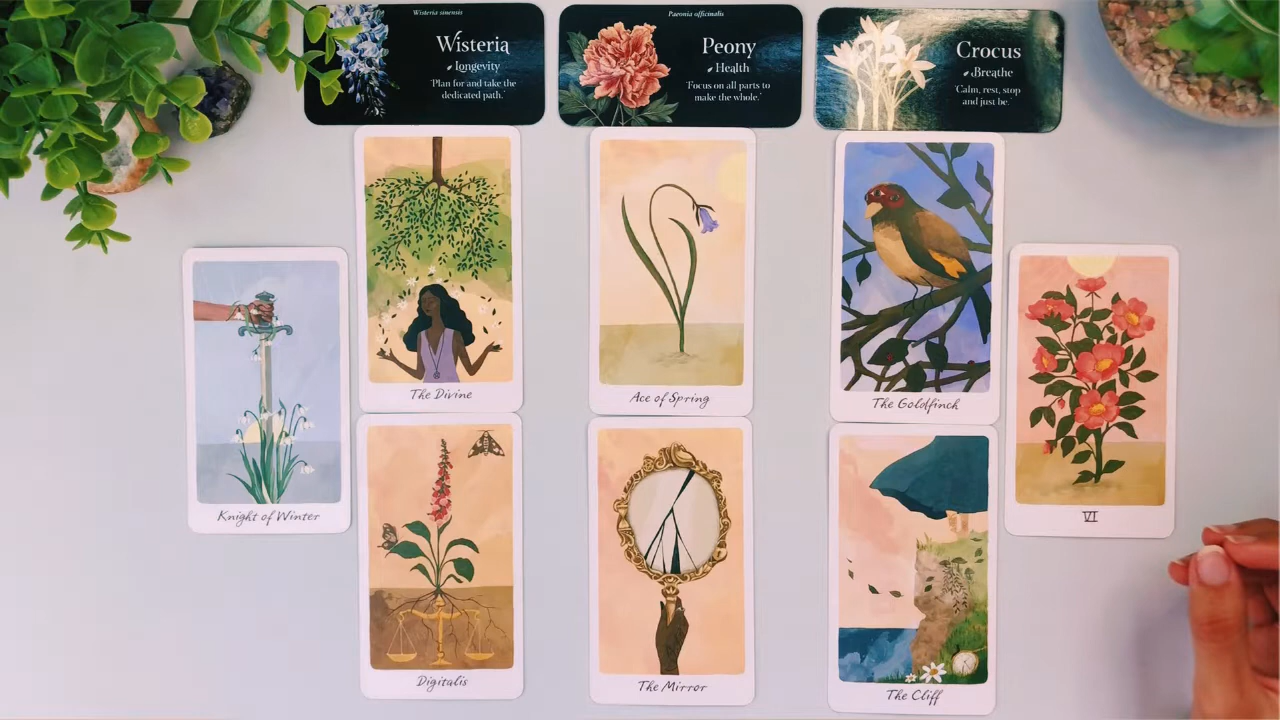 Wisteria sinensis
Wisteria
Longevity
'Plan for and take the
dedicated path.'
Paeonia officinalis
Peony
Health
'Focus on all parts to
make the whole.'
Crocus
Breathe
'Calm, rest, stop
and just be.'
The Divine
Ace of Spring
The Goldfinch
Knight of Winter
VI
Digitalis
The Mirror
The Cliff